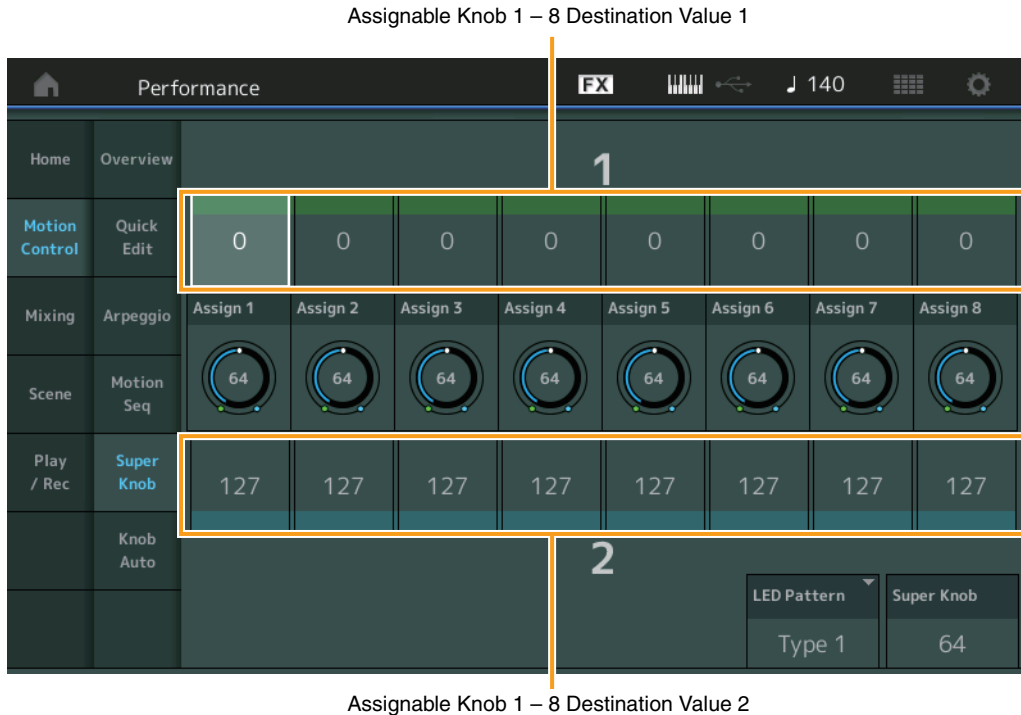 Assignable Knob 1 – 8 Destination Value 1
Performance
FX
♩ 140
Home
Overview
1
Motion Control
Quick Edit
0 0 0 0 0 0 0 0
Mixing
Arpeggio
Assign 1 Assign 2 Assign 3 Assign 4 Assign 5 Assign 6 Assign 7 Assign 8
64 64 64 64 64 64 64 64
Scene
Motion Seq
Play / Rec
Super Knob
127 127 127 127 127 127 127 127
Knob Auto
2
LED Pattern
Type 1
Super Knob
64
Assignable Knob 1 – 8 Destination Value 2